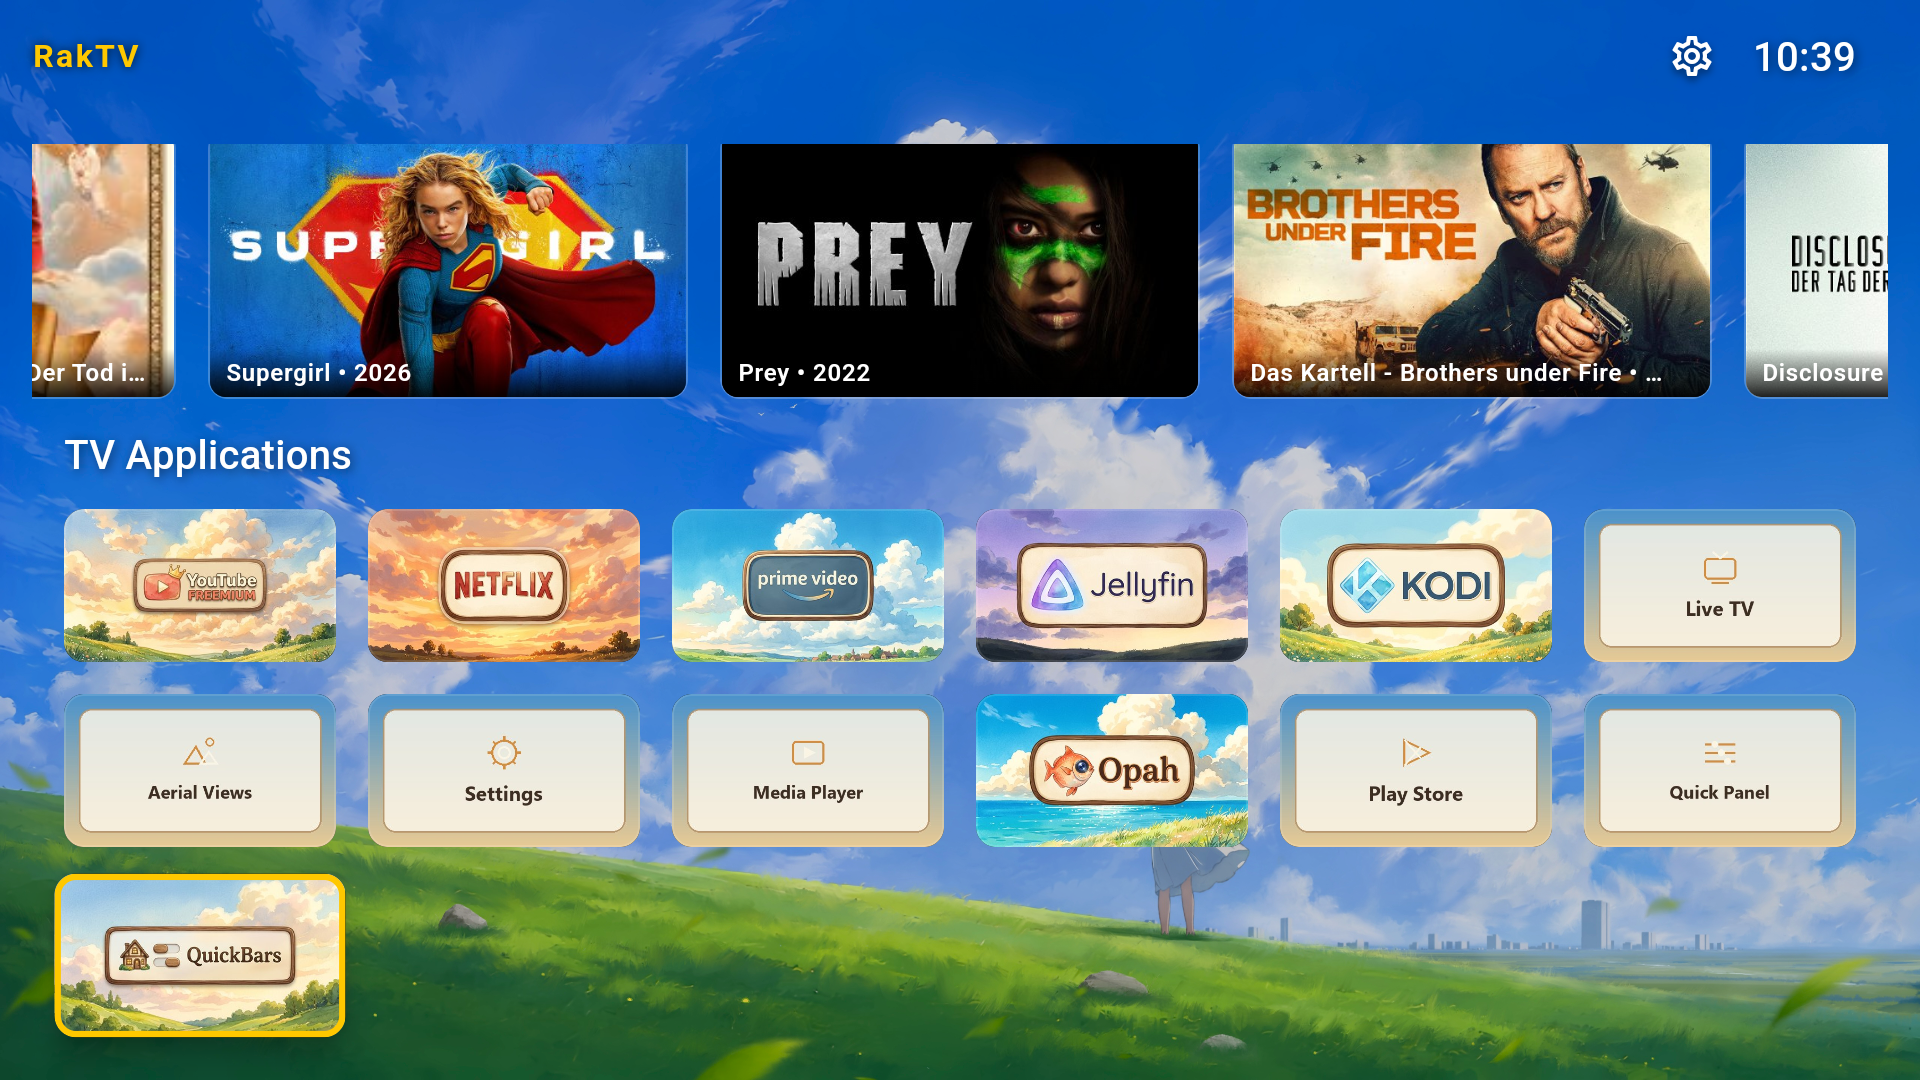 RakTV
10:39
SUPERGIRL
PREY
BROTHERS
UNDER FIRE
DISCLOS
DER TAG DER
Der Tod i...
Supergirl • 2026
Prey • 2022
Das Kartell - Brothers under Fire • ...
Disclosure
TV Applications
YouTube
FREEMIUM
NETFLIX
prime video
Jellyfin
KODI
Live TV
Aerial Views
Settings
Media Player
Opah
Play Store
Quick Panel
QuickBars